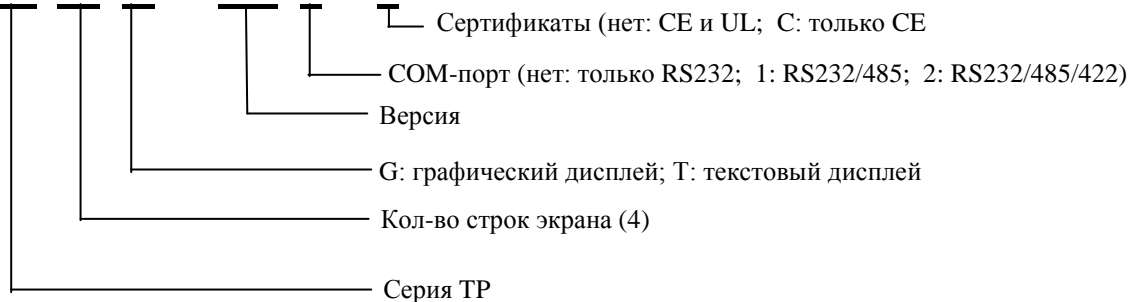 Сертификаты (нет: CE и UL; C: только CE
COM-порт (нет: только RS232; 1: RS232/485; 2: RS232/485/422)
Версия
G: графический дисплей; T: текстовый дисплей
Кол-во строк экрана (4)
Серия TP